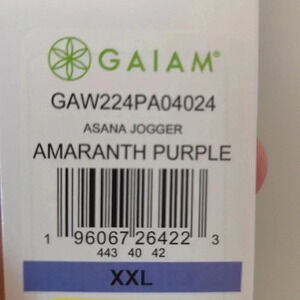 GAIAM®
GAW224PA04024
ASANA JOGGER
AMARANTH PURPLE
1 96067 26422 3
443 40 42
XXL